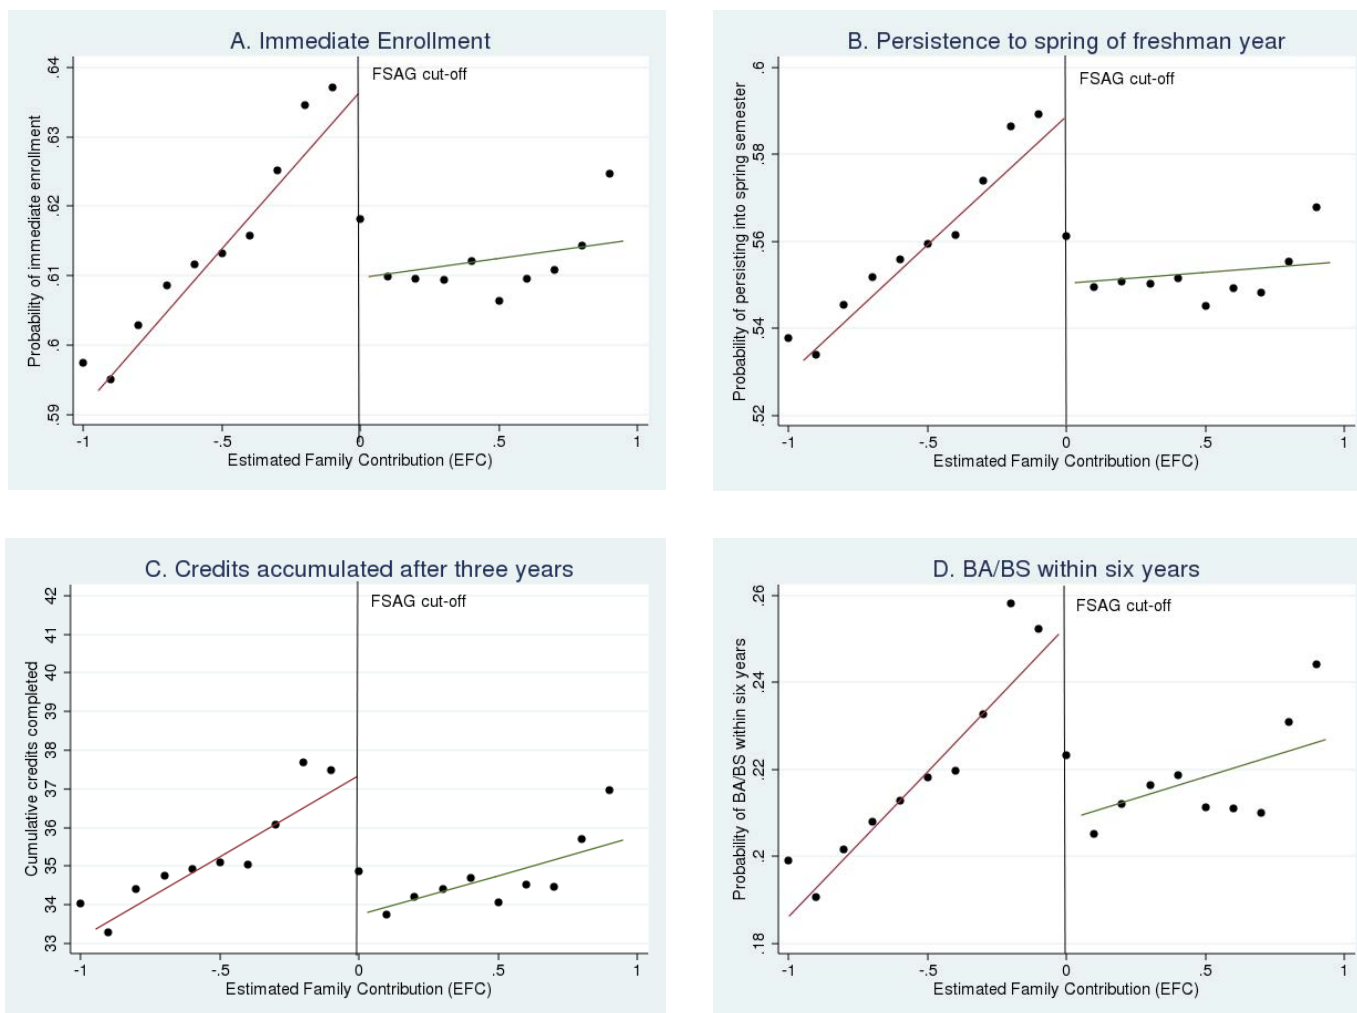 A. Immediate Enrollment
FSAG cut-off
Probability of immediate enrollment
.64
.63
.62
.61
.6
.59
-1
-.5
0
.5
1
Estimated Family Contribution (EFC)
B. Persistence to spring of freshman year
FSAG cut-off
Probability of persisting into spring semester
.6
.58
.56
.54
.52
-1
-.5
0
.5
1
Estimated Family Contribution (EFC)
C. Credits accumulated after three years
FSAG cut-off
Cumulative credits completed
42
41
40
39
38
37
36
35
34
33
-1
-.5
0
.5
1
Estimated Family Contribution (EFC)
D. BA/BS within six years
FSAG cut-off
Probability of BA/BS within six years
.26
.24
.22
.2
.18
-1
-.5
0
.5
1
Estimated Family Contribution (EFC)